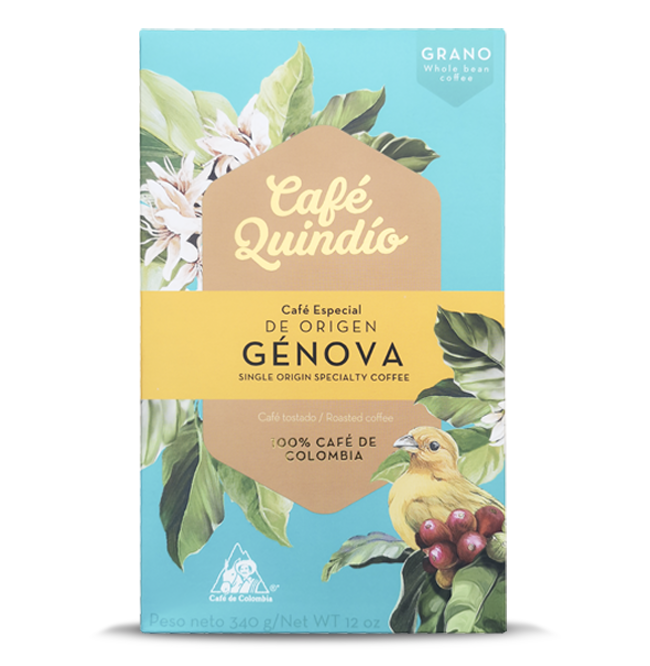 GRANO
Whole bean
coffee
Café
Quindío
Café Especial
DE ORIGEN
GÉNOVA
SINGLE ORIGIN SPECIALTY COFFEE
Café tostado / Roasted coffee
100% CAFÉ DE
COLOMBIA
Café de Colombia
®
Peso neto 340 g/Net WT 12 oz